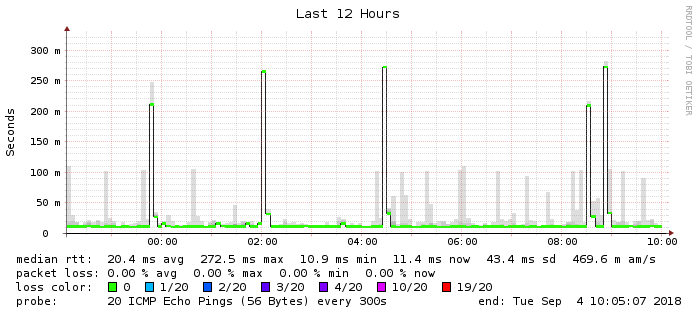 Last 12 Hours
RRDTOOL / TOBI OETIKER
Seconds
300 m
250 m
200 m
150 m
100 m
50 m
0
00:00 02:00 04:00 06:00 08:00 10:00
median rtt: 20.4 ms avg 272.5 ms max 10.9 ms min 11.4 ms now 43.4 ms sd 469.6 m am/s
packet loss: 0.00 % avg 0.00 % max 0.00 % min 0.00 % now
loss color: 0 1/20 2/20 3/20 4/20 10/20 19/20
probe: 20 ICMP Echo Pings (56 Bytes) every 300s end: Tue Sep 4 10:05:07 2018